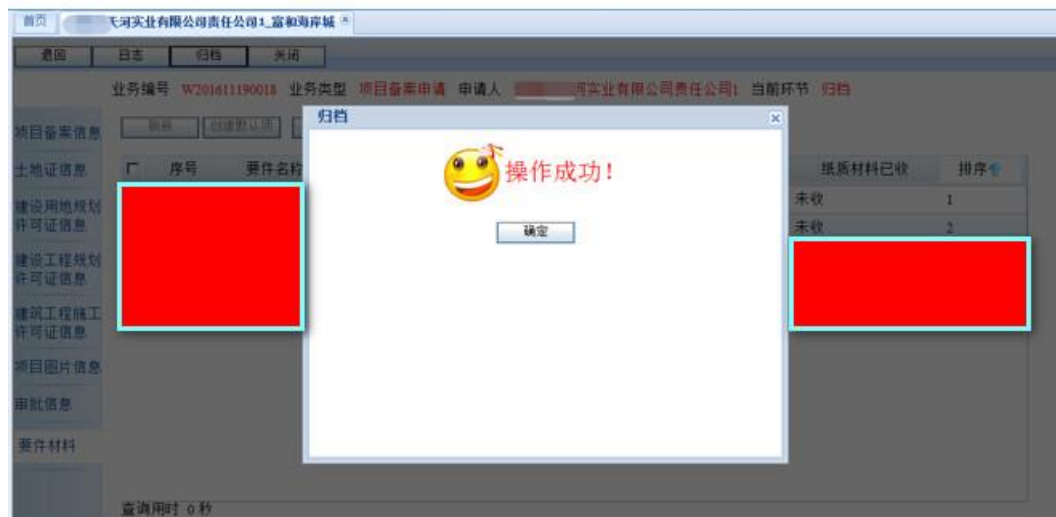 首页 天河实业有限公司责任公司1_富和海岸城
退回 日志 归档 关闭
业务编号 W201611190018 业务类型 项目备案申请 申请人 河实业有限公司责任公司1 当前环节 归档
项目备案信息 刷新 创建默认项
归档
土地证信息 序号 要件名称 纸质材料已收 排序
操作成功！
未收 1
建设用地规划
许可证信息
未收 2
确定
建设工程规划
许可证信息
建筑工程施工
许可证信息
项目图片信息
审批信息
要件材料
查询用时 0 秒